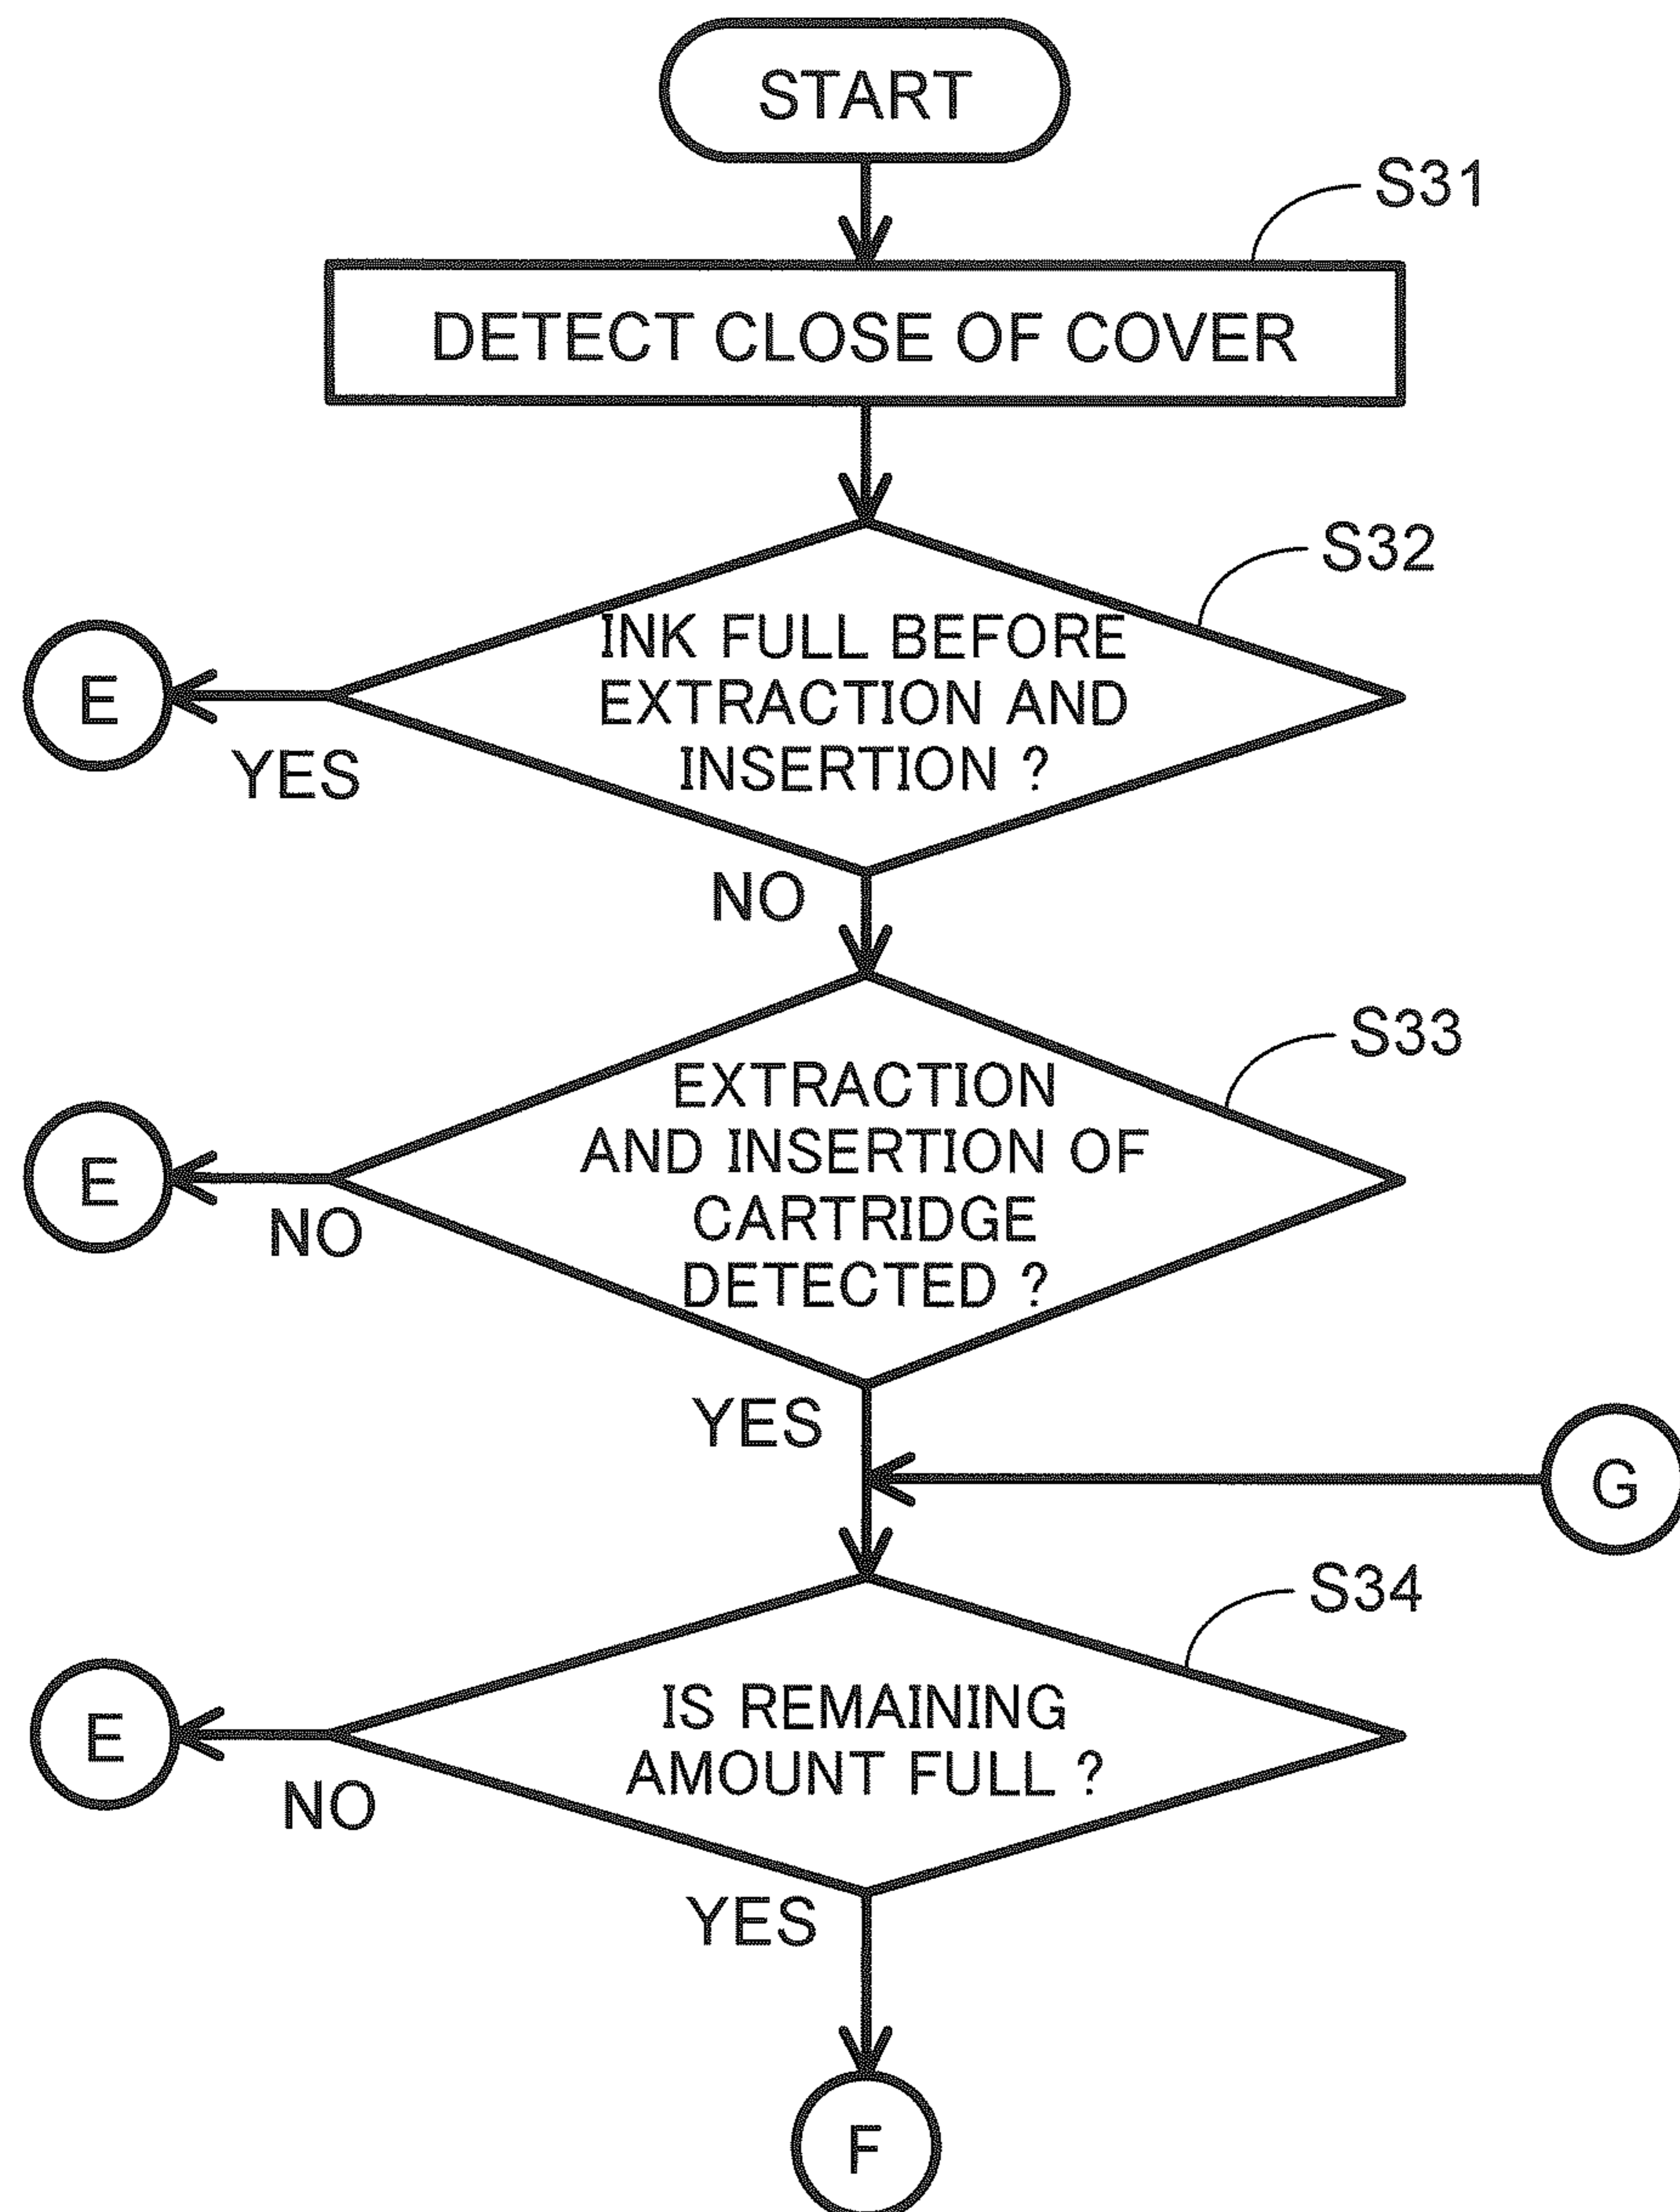 START
S31
DETECT CLOSE OF COVER
S32
INK FULL BEFORE
EXTRACTION AND
INSERTION ?
E
YES
NO
S33
EXTRACTION
AND INSERTION OF
CARTRIDGE
DETECTED ?
E
NO
YES
G
S34
IS REMAINING
AMOUNT FULL ?
E
NO
YES
F